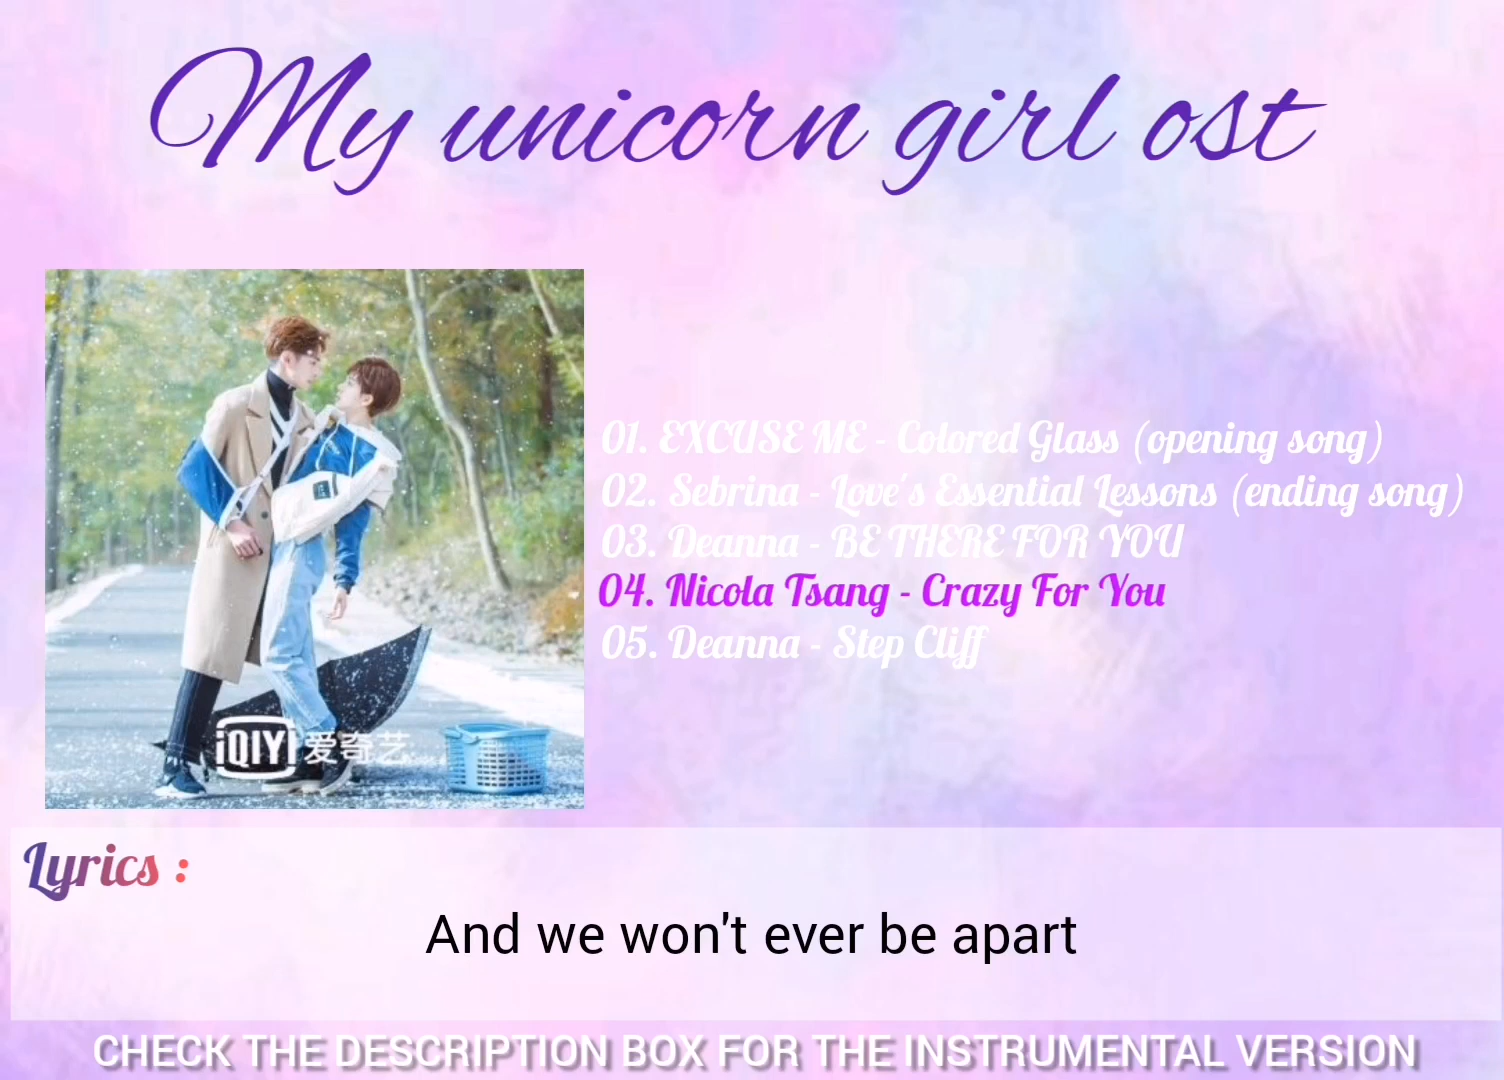 My unicorn girl ost
01. EXCUSE ME - Colored Glass (opening song)
02. Sebrina - Love's Essential Lessons (ending song)
03. Deanna - BE THERE FOR YOU
04. Nicola Tsang - Crazy For You
05. Deanna - Step Cliff
iQIYI 爱奇艺
Lyrics :
And we won't ever be apart
CHECK THE DESCRIPTION BOX FOR THE INSTRUMENTAL VERSION